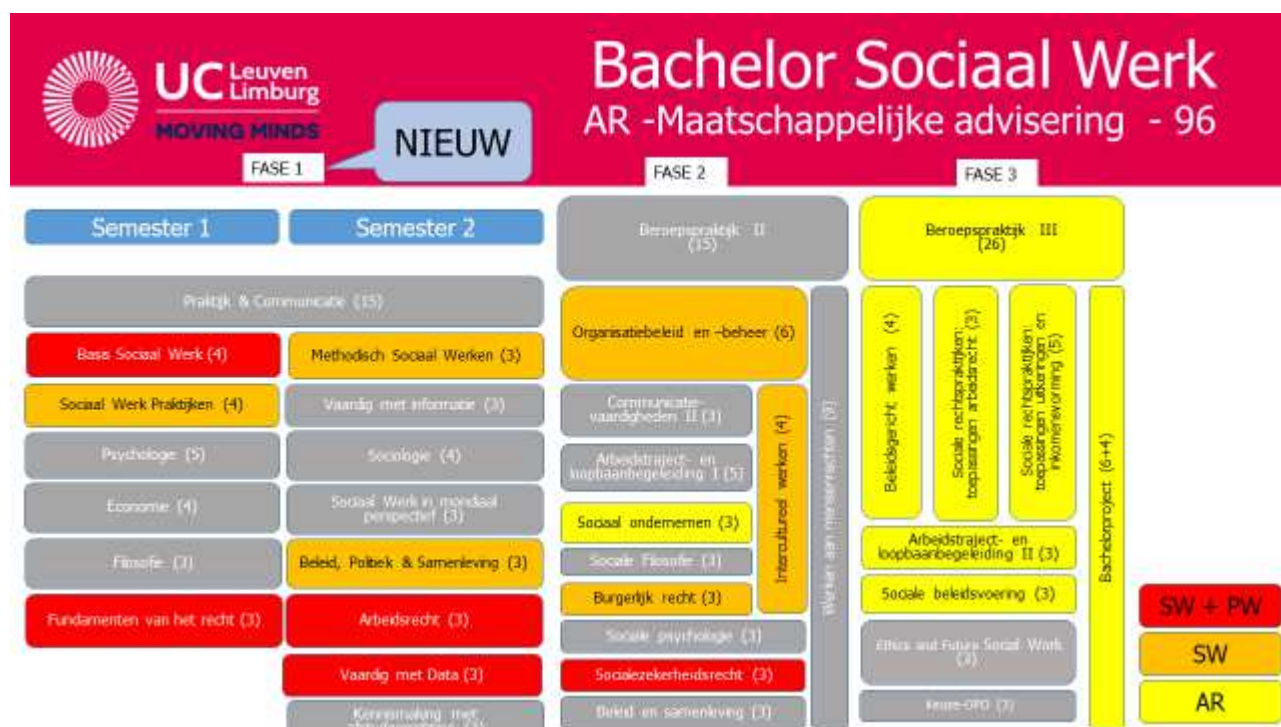 UC Leuven
Limburg
MOVING MINDS
Bachelor Sociaal Werk
AR -Maatschappelijke advisering - 96
NIEUW
FASE 1
FASE 2
FASE 3
Semester 1
Semester 2
Praktijk & Communicatie (15)
Basis Sociaal Werk (4)
Methodisch Sociaal Werken (3)
Sociaal Werk Praktijken (4)
Vaardig met informatie (3)
Psychologie (5)
Sociologie (4)
Economie (4)
Sociaal Werk in mondiaal
perspectief (3)
Filosofie (3)
Beleid, Politiek & Samenleving (3)
Fundamenten van het recht (3)
Arbeidsrecht (3)
Vaardig met Data (3)
Kennismaking met
Beroepspraktijk II
(15)
Organisatiebeleid en –beheer (6)
Communicatie-
vaardigheden II (3)
Arbeidstraject- en
loopbaanbegeleiding I (5)
Sociaal ondernemen (3)
Sociale Filosofie (3)
Burgerlijk recht (3)
Intercultureel werken (4)
Sociale psychologie (3)
Socialezekerheidsrecht (3)
Beleid en samenleving (3)
Werken aan mensenrechten (9)
Beroepspraktijk III
(26)
Beleidsgericht werken (4)
Sociale rechtspraktijken:
toepassingen arbeidsrecht (3)
Sociale rechtspraktijken:
toepassingen uitkeringen en
inkomensvorming (5)
Arbeidstraject- en
loopbaanbegeleiding II (3)
Sociale beleidsvoering (3)
Ethics and Future Social Work
(3)
Keuze-OPO (3)
Bachelorproject (6+4)
SW + PW
SW
AR